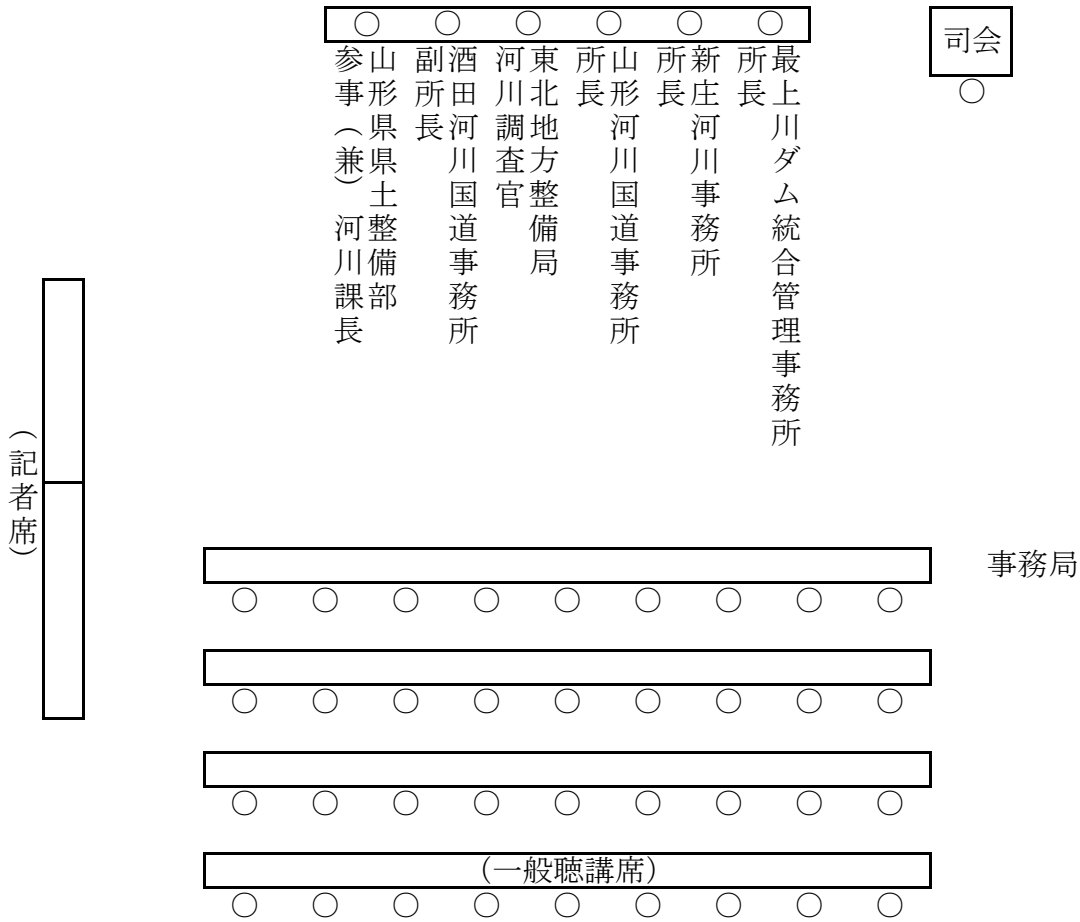 司会
最上川ダム統合管理事務所
所長
新庄河川事務所
所長
山形河川国道事務所
所長
東北地方整備局
河川調査官
酒田河川国道事務所
副所長
山形県県土整備部
参事（兼）河川課長
（記者席）
事務局
（一般聴講席）